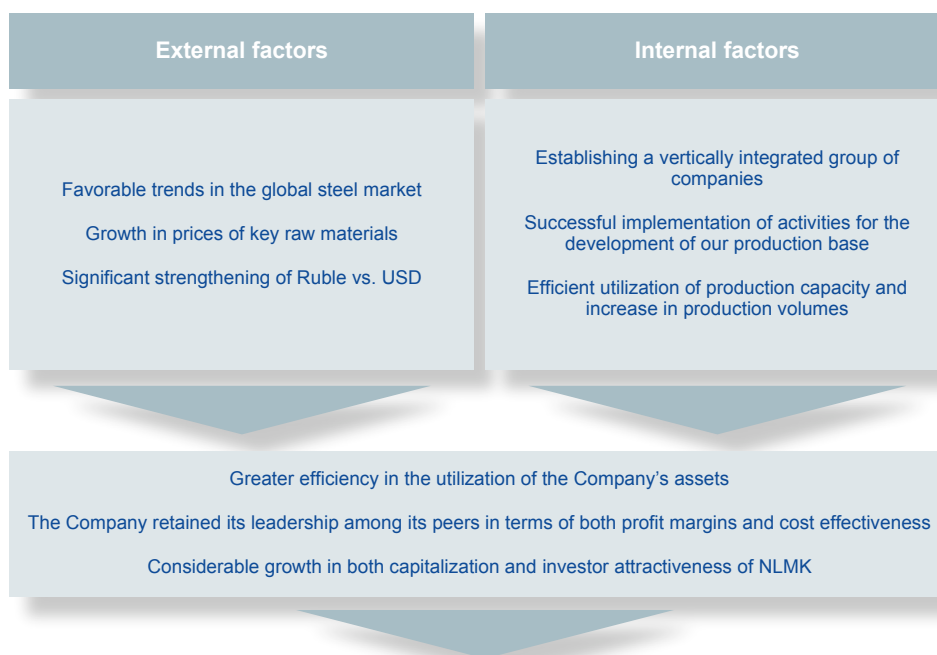 External factors
Internal factors
Favorable trends in the global steel market
Growth in prices of key raw materials
Significant strengthening of Ruble vs. USD
Establishing a vertically integrated group of
companies
Successful implementation of activities for the
development of our production base
Efficient utilization of production capacity and
increase in production volumes
Greater efficiency in the utilization of the Company’s assets
The Company retained its leadership among its peers in terms of both profit margins and cost effectiveness
Considerable growth in both capitalization and investor attractiveness of NLMK